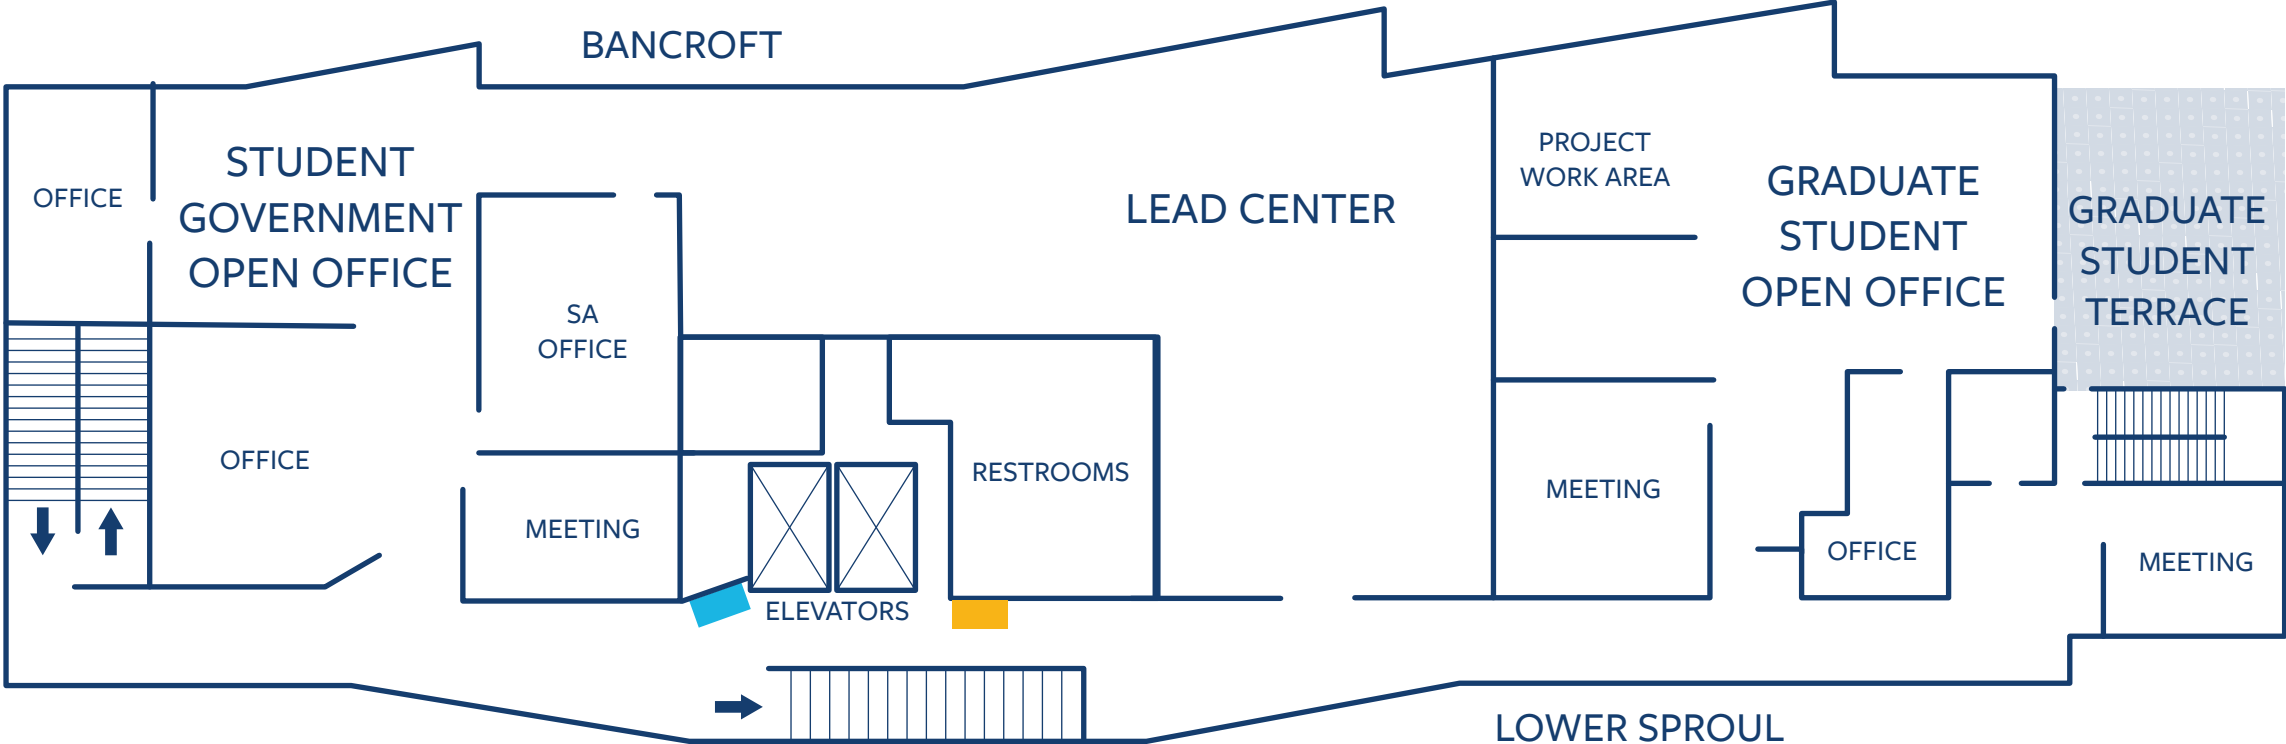 BANCROFT
OFFICE
STUDENT
GOVERNMENT
OPEN OFFICE
SA
OFFICE
OFFICE
MEETING
ELEVATORS
RESTROOMS
LEAD CENTER
PROJECT
WORK AREA
GRADUATE
STUDENT
OPEN OFFICE
GRADUATE
STUDENT
TERRACE
MEETING
OFFICE
MEETING
LOWER SPROUL